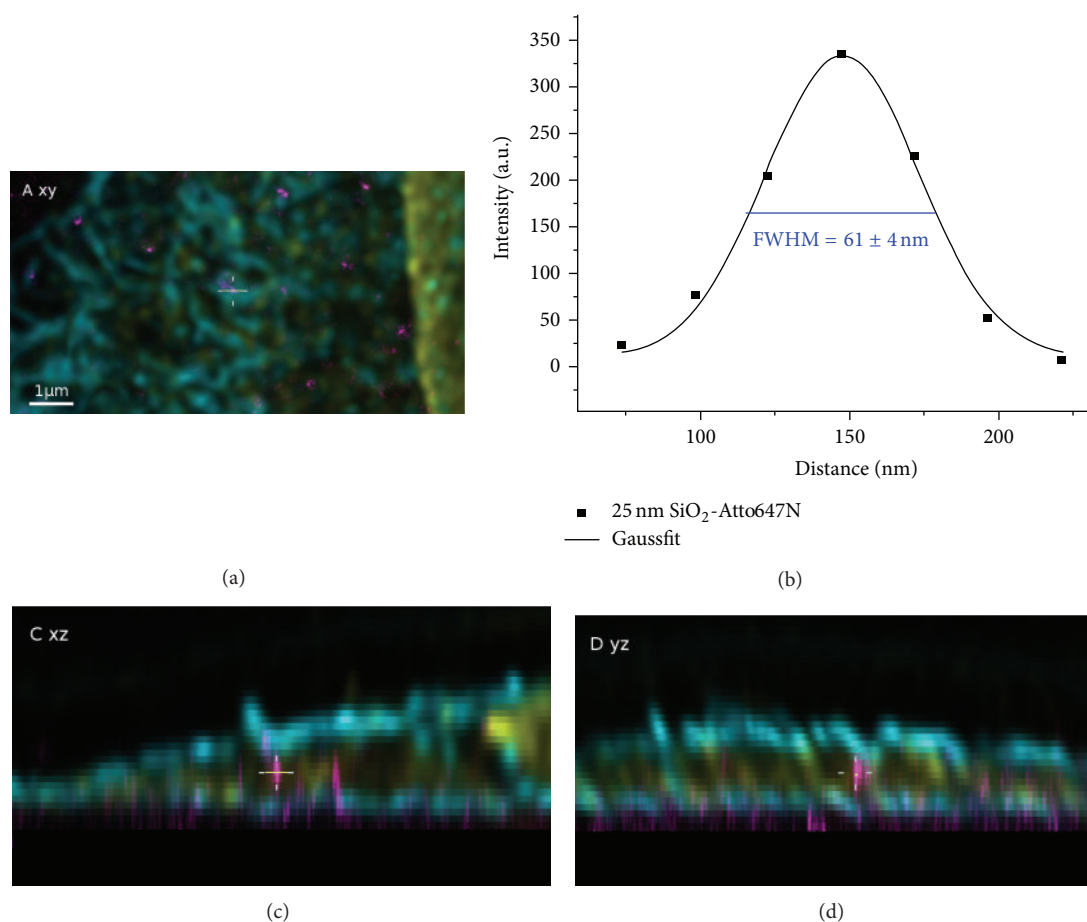 A xy
1μm
(a)
350
300
250
200
150
100
50
0
Intensity (a.u.)
FWHM = 61 ± 4 nm
100
150
200
Distance (nm)
25 nm SiO₂-Atto647N
Gaussfit
(b)
C xz
(c)
D yz
(d)